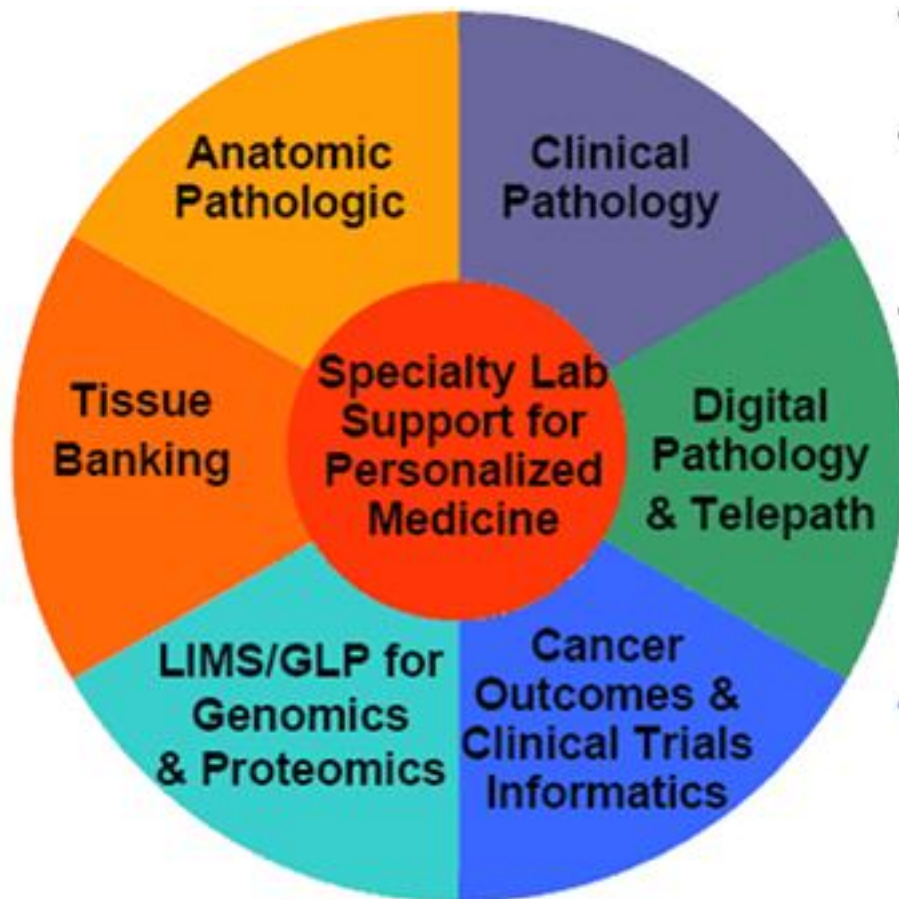 Anatomic
Pathologic
Clinical
Pathology
Tissue
Banking
Specialty Lab
Support for
Personalized
Medicine
Digital
Pathology
& Telepath
LIMS/GLP for
Genomics
& Proteomics
Cancer
Outcomes &
Clinical Trials
Informatics